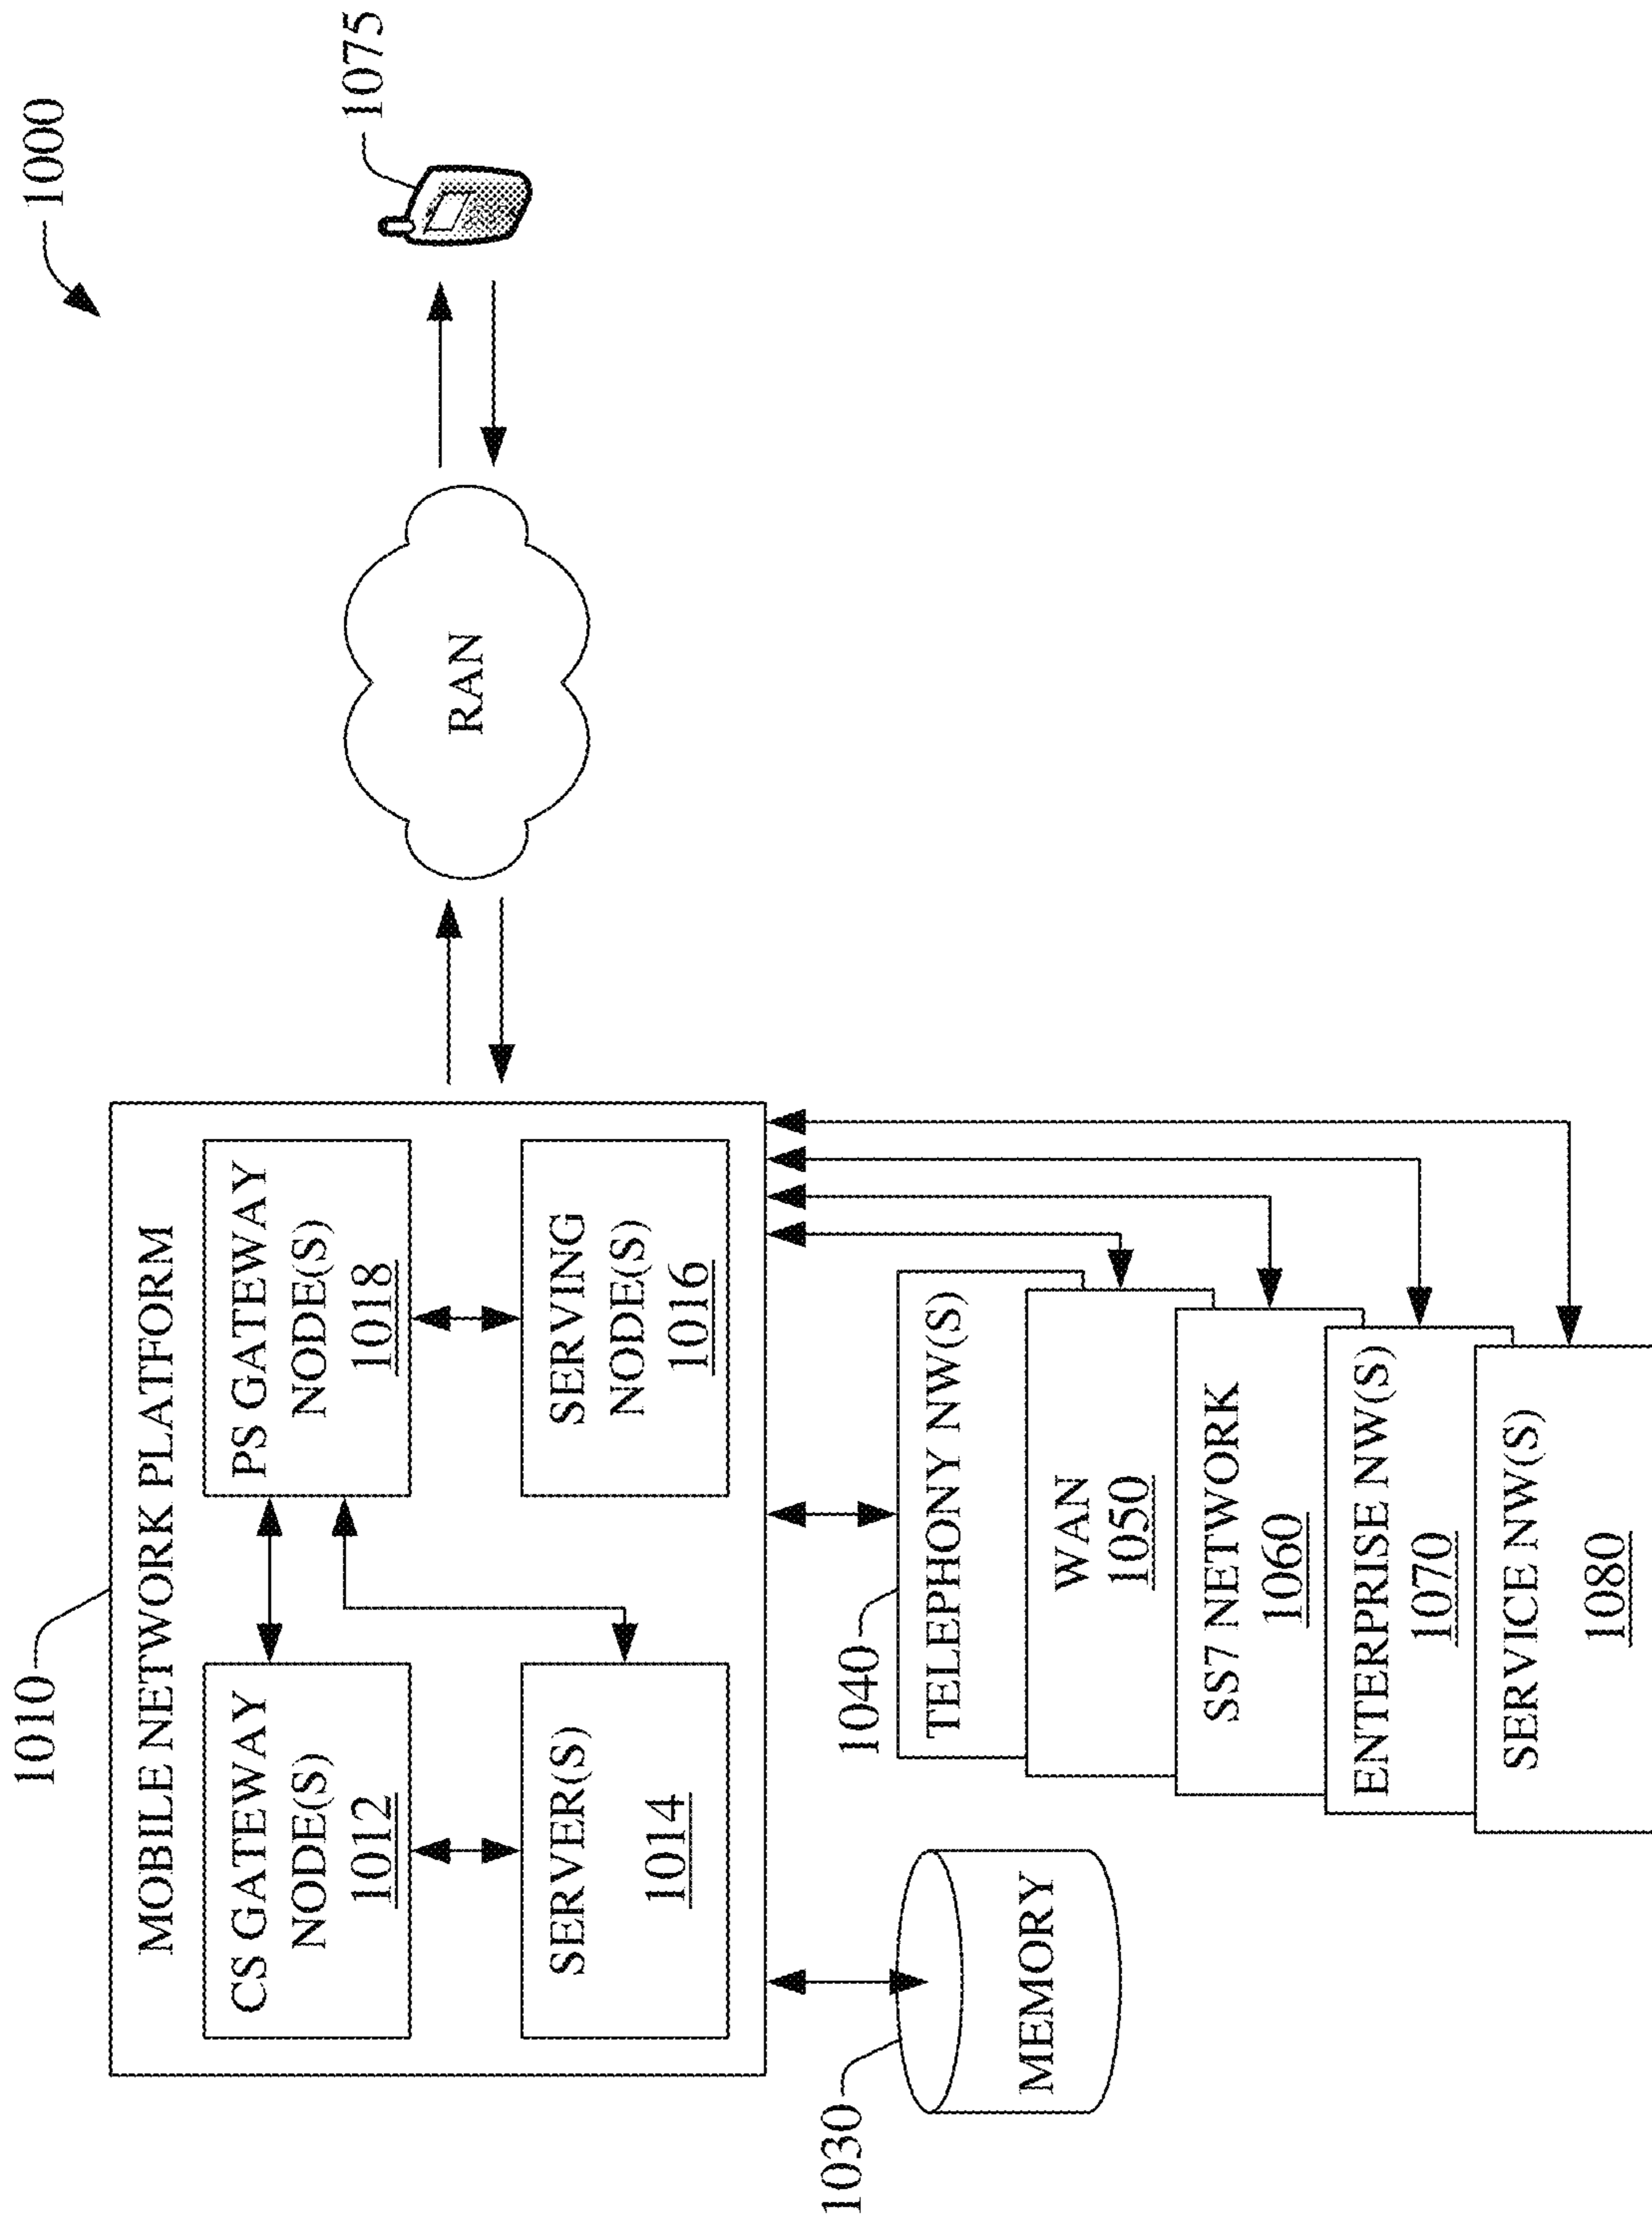 1000
1010
MOBILE NETWORK PLATFORM
CS GATEWAY
NODE(S)
1012
PS GATEWAY
NODE(S)
1018
SERVER(S)
1014
SERVING
NODE(S)
1016
RAN
1075
1030
MEMORY
1040
TELEPHONY NW(S)
WAN
1050
SS7 NETWORK
1060
ENTERPRISE NW(S)
1070
SERVICE NW(S)
1080